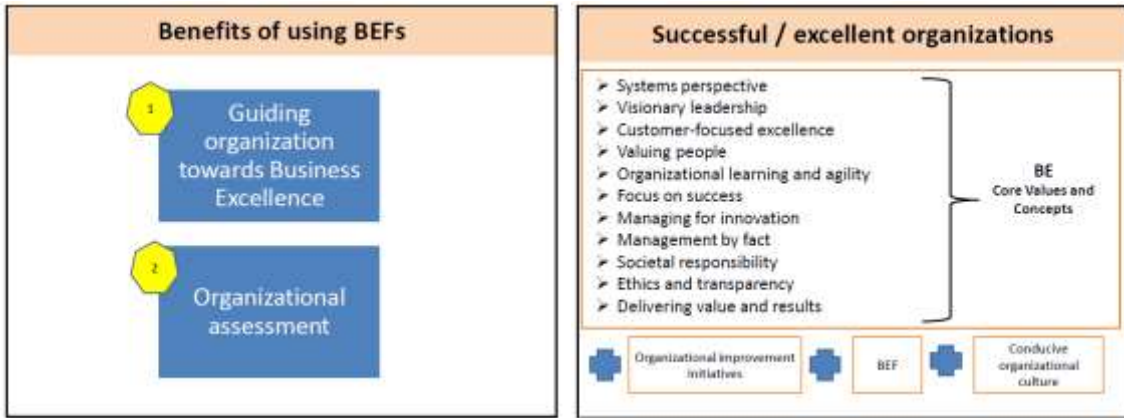 Benefits of using BEFs
1
Guiding
organization
towards Business
Excellence
2
Organizational
assessment
Successful / excellent organizations
➢ Systems perspective
➢ Visionary leadership
➢ Customer-focused excellence
➢ Valuing people
➢ Organizational learning and agility
➢ Focus on success
➢ Managing for innovation
➢ Management by fact
➢ Societal responsibility
➢ Ethics and transparency
➢ Delivering value and results
BE
Core Values and
Concepts
Organizational improvement
initiatives
BEF
Conducive
organizational
culture